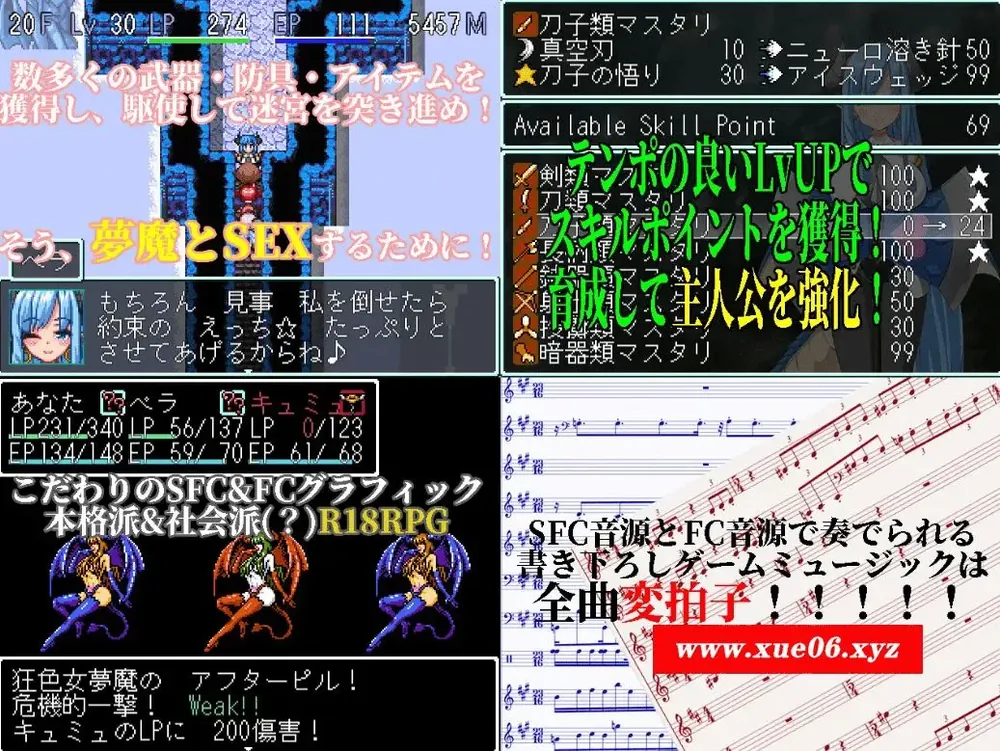 20F Lv 30 LP 274 EP 111 5457M
数多くの武器・防具・アイテムを
獲得し、駆使して迷宮を突き進め！
そう、夢魔とSEXするために！
もちろん 見事 私を倒せたら
約束の えっち☆ たっぷりと
させてあげるからね♪
刀子類マスタリ
真空刃 10 ニューロ溶き針50
刀子の悟り 30 アイスウェッジ99
Available Skill Point 69
テンポの良いLvUPで
スキルポイントを獲得！
育成して主人公を強化！
100
100
0→ 24
100
30
50
30
暗器類マスタリ 99
あなた ベラ キュミュ
LP231/340 LP 56/137 LP 0/123
EP134/148 EP 59/ 70 EP 61/ 68
こだわりのSFC&FCグラフィック
本格派&社会派(？)R18RPG
狂色女夢魔の アフターピル！
危機的一撃！ Weak!!
キュミュのLPに 200傷害！
SFC音源とFC音源で奏でられる
書き下ろしゲームミュージックは
全曲変拍子！！！！！
www.xue06.xyz